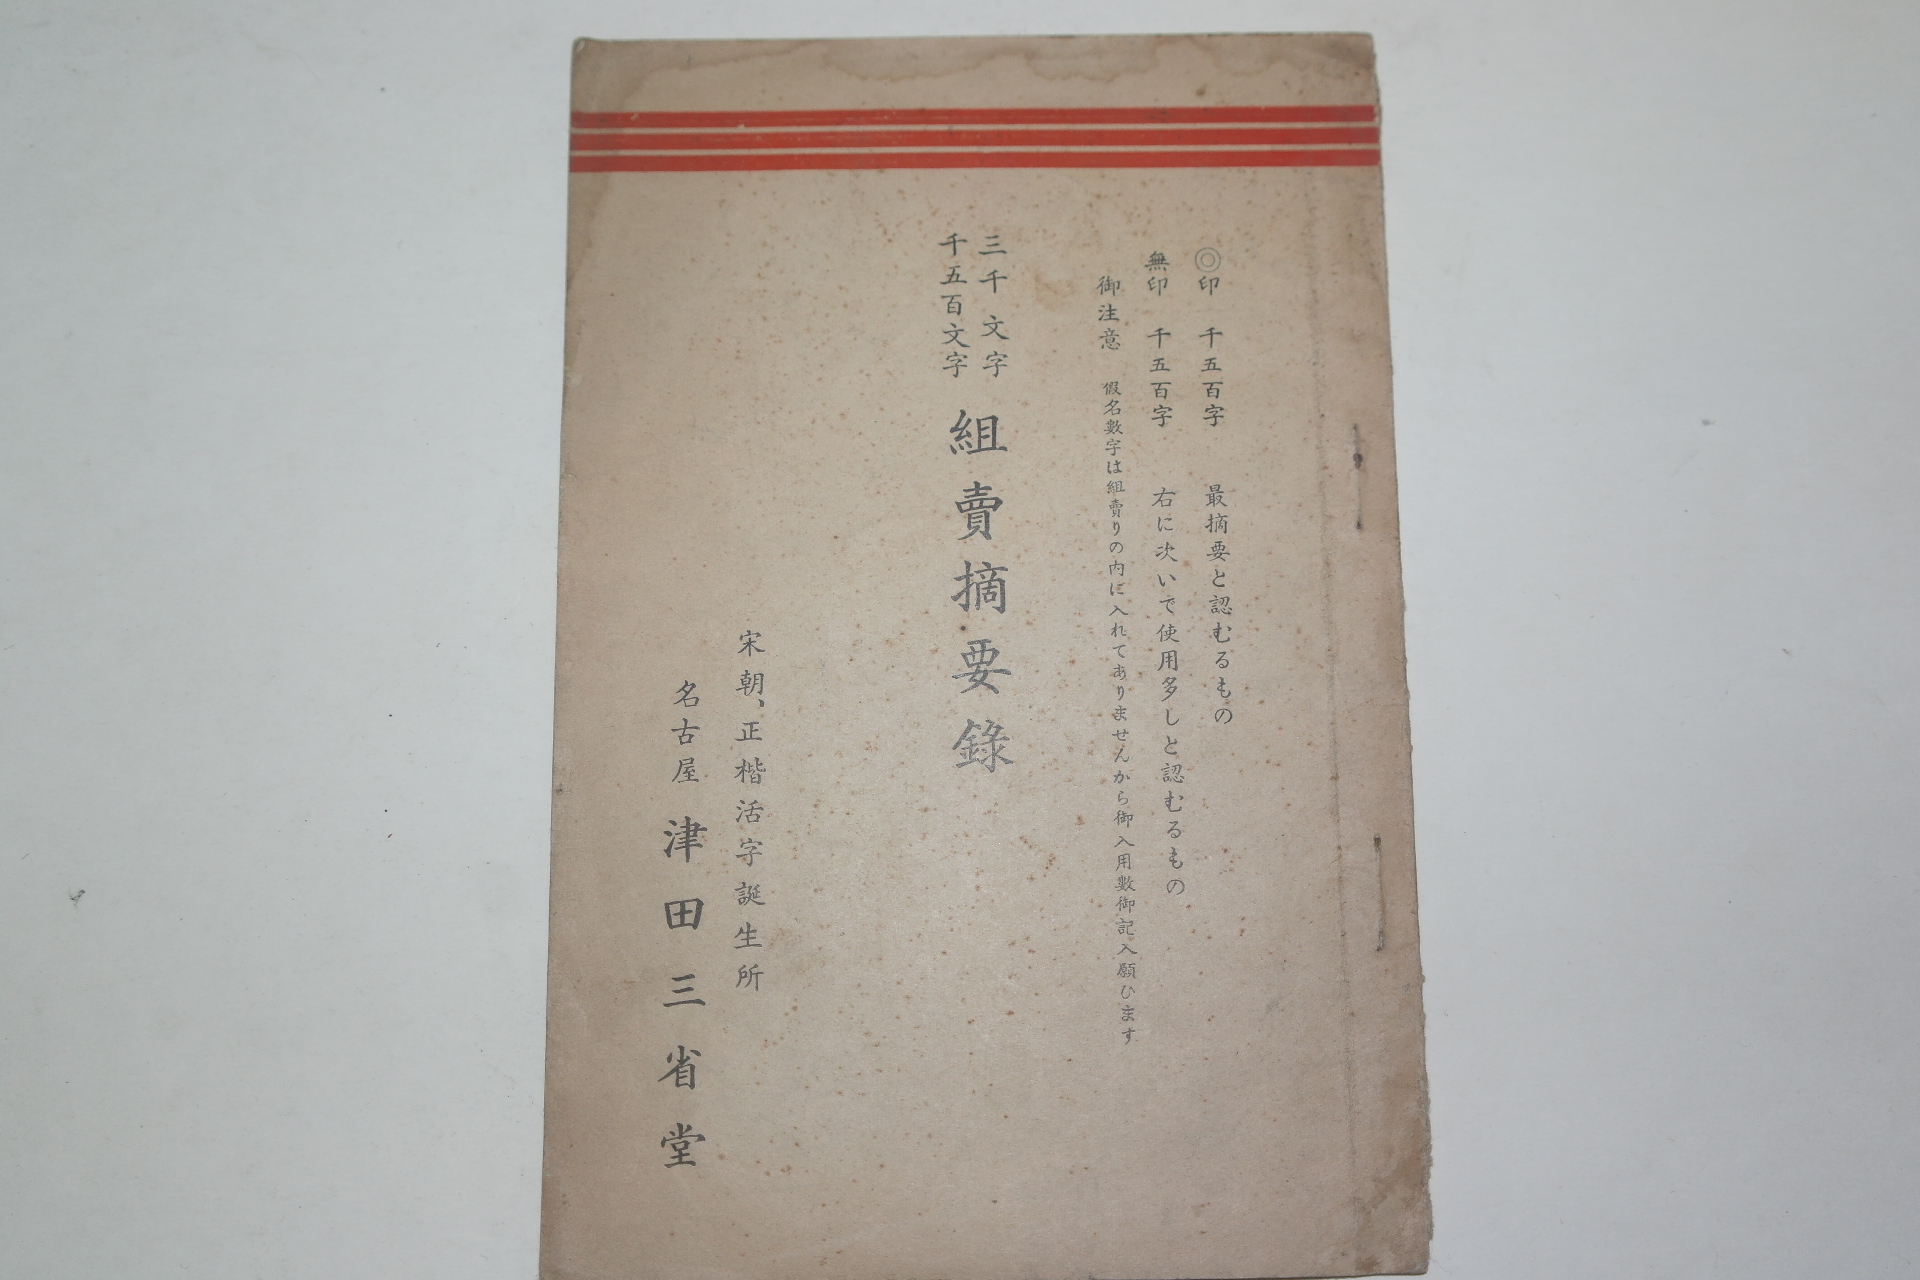 ◎印　千五百字　最摘要と認むるもの
無印　千五百字　右に次いで使用多しと認むるもの
御注意　假名數字は組賣りの内に入れてありませんから御入用數御記入願ひます
三千文字
千五百文字
組賣摘要錄
宋朝、正楷活字誕生所
名古屋　津田三省堂